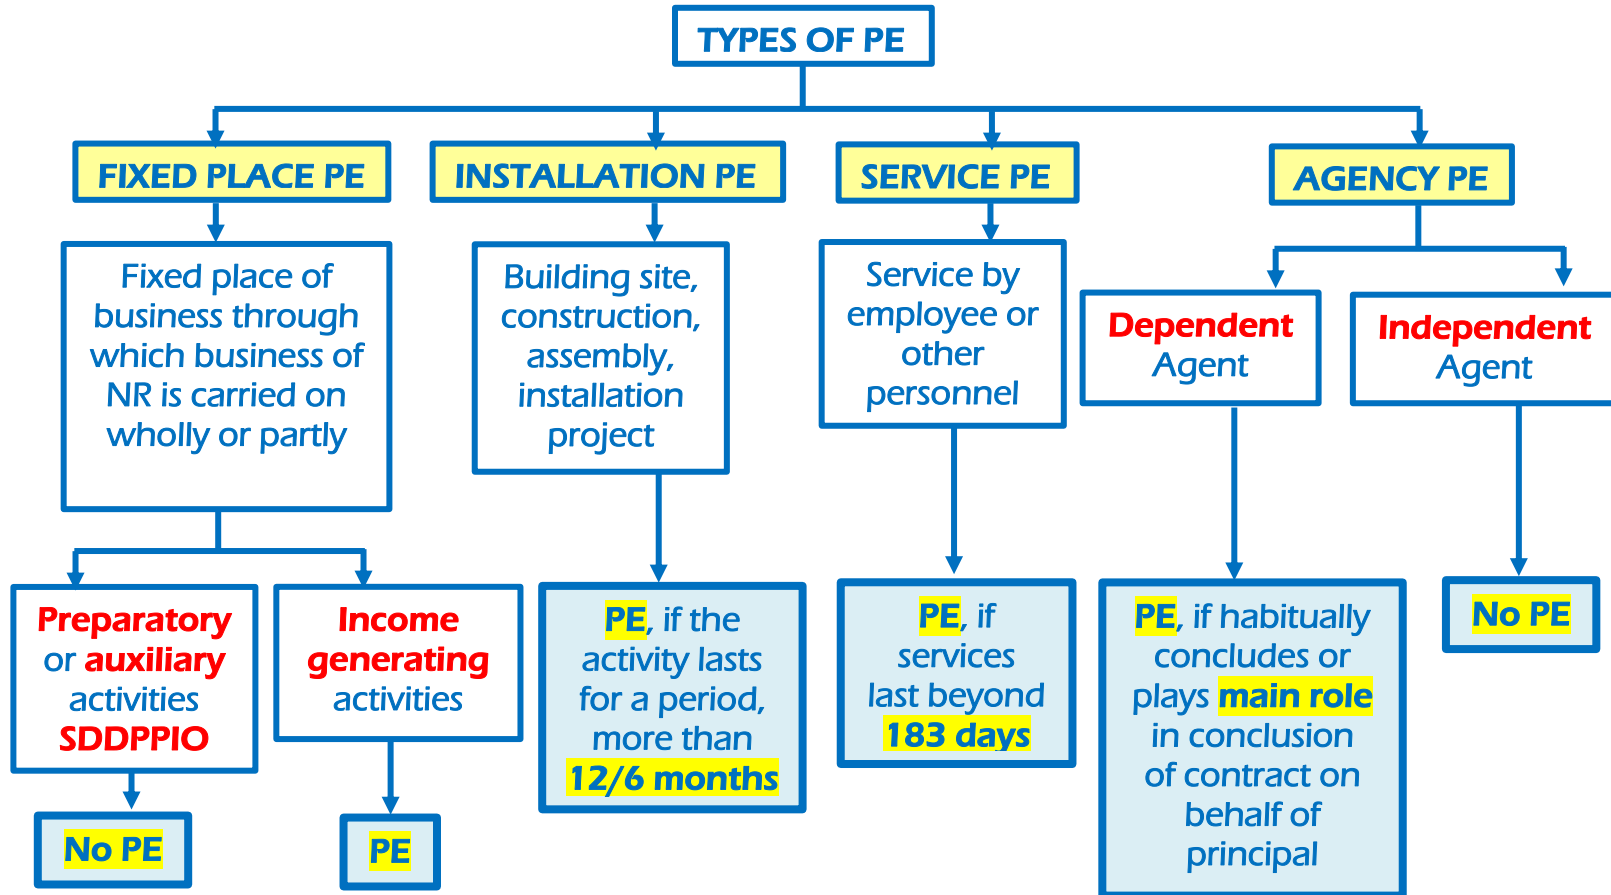 TYPES OF PE
FIXED PLACE PE
INSTALLATION PE
SERVICE PE
AGENCY PE
Fixed place of
business through
which business of
NR is carried on
wholly or partly
Building site,
construction,
assembly,
installation
project
Service by
employee or
other
personnel
Dependent
Agent
Independent
Agent
Preparatory
or auxiliary
activities
SDDPPIO
Income
generating
activities
PE, if the
activity lasts
for a period,
more than
12/6 months
PE, if
services
last beyond
183 days
PE, if habitually
concludes or
plays main role
in conclusion
of contract on
behalf of
principal
No PE
No PE
PE